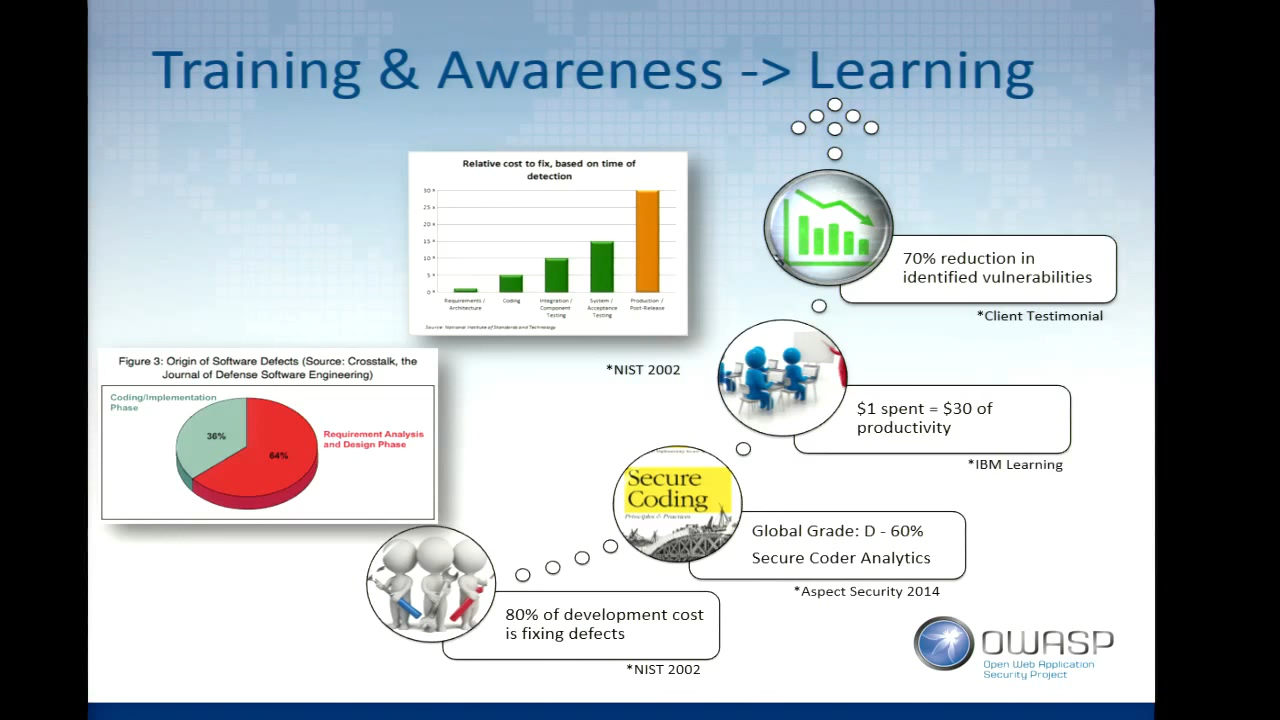 Training & Awareness -> Learning
Relative cost to fix, based on time of
detection
30 x
25 x
20 x
15 x
10 x
5 x
0 x
Requirements /
Architecture
Coding
Integration /
Component
Testing
System /
Acceptance
Testing
Production /
Post-Release
Source: National Institute of Standards and Technology
*NIST 2002
70% reduction in
identified vulnerabilities
*Client Testimonial
Figure 3: Origin of Software Defects (Source: Crosstalk, the
Journal of Defense Software Engineering)
Coding/Implementation
Phase
36%
64%
Requirement Analysis
and Design Phase
$1 spent = $30 of
productivity
*IBM Learning
Secure
Coding
Principles & Practices
Global Grade: D - 60%
Secure Coder Analytics
*Aspect Security 2014
80% of development cost
is fixing defects
*NIST 2002
OWASP
Open Web Application
Security Project